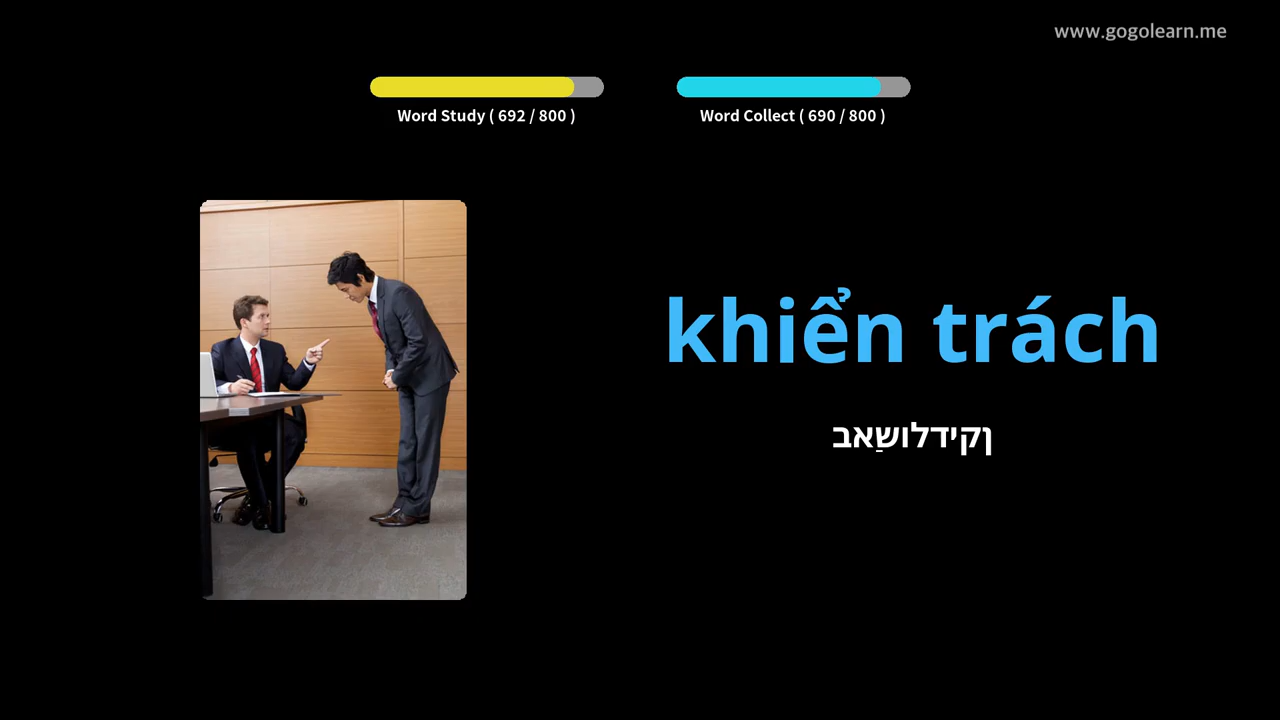 www.gogolearn.me
Word Study ( 692 / 800 )
Word Collect ( 690 / 800 )
khiển trách
ןקידלושַאב